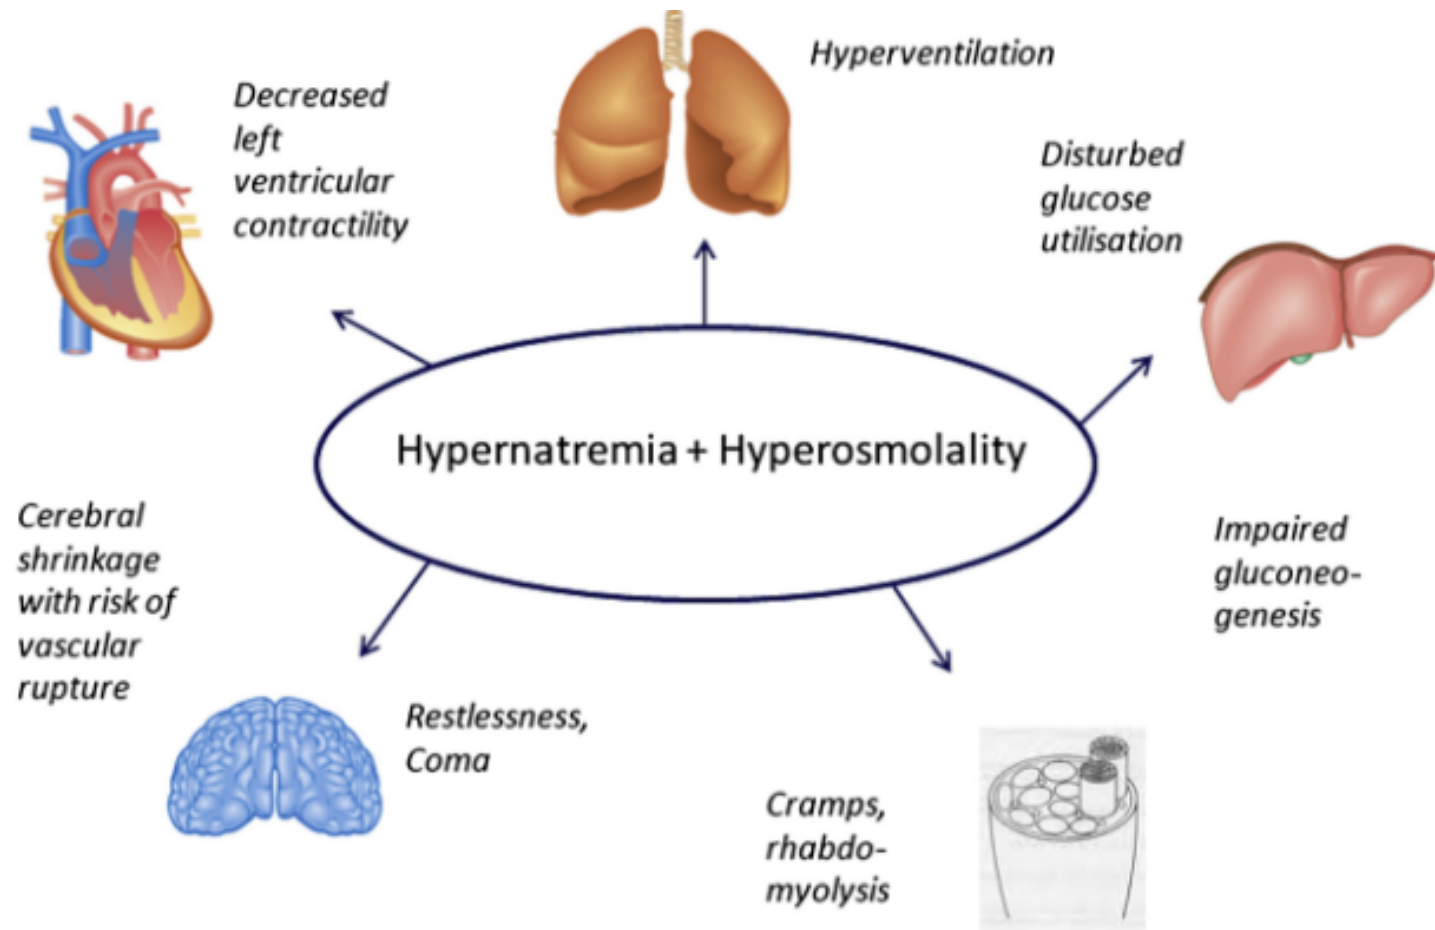 Hyperventilation
Decreased
left
ventricular
contractility
Disturbed
glucose
utilisation
Hypernatremia + Hyperosmolality
Cerebral
shrinkage
with risk of
vascular
rupture
Impaired
gluconeo-
genesis
Restlessness,
Coma
Cramps,
rhabdo-
myolysis